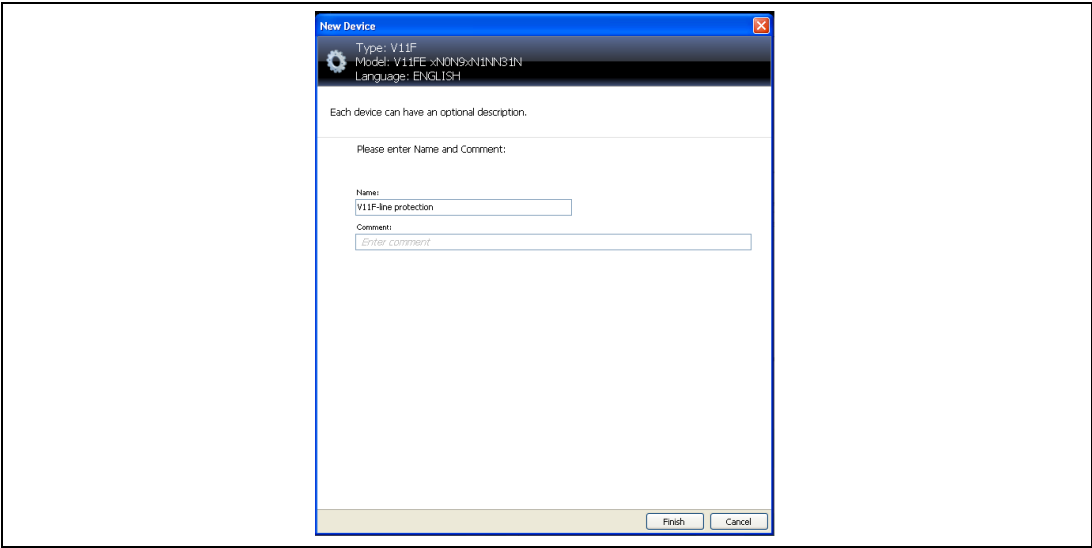 New Device
Type: V11F
Model: V11FE xN0N9xN1NN31N
Language: ENGLISH
Each device can have an optional description.
Please enter Name and Comment:
Name:
V11F-line protection
Comment:
Enter comment
Finish
Cancel